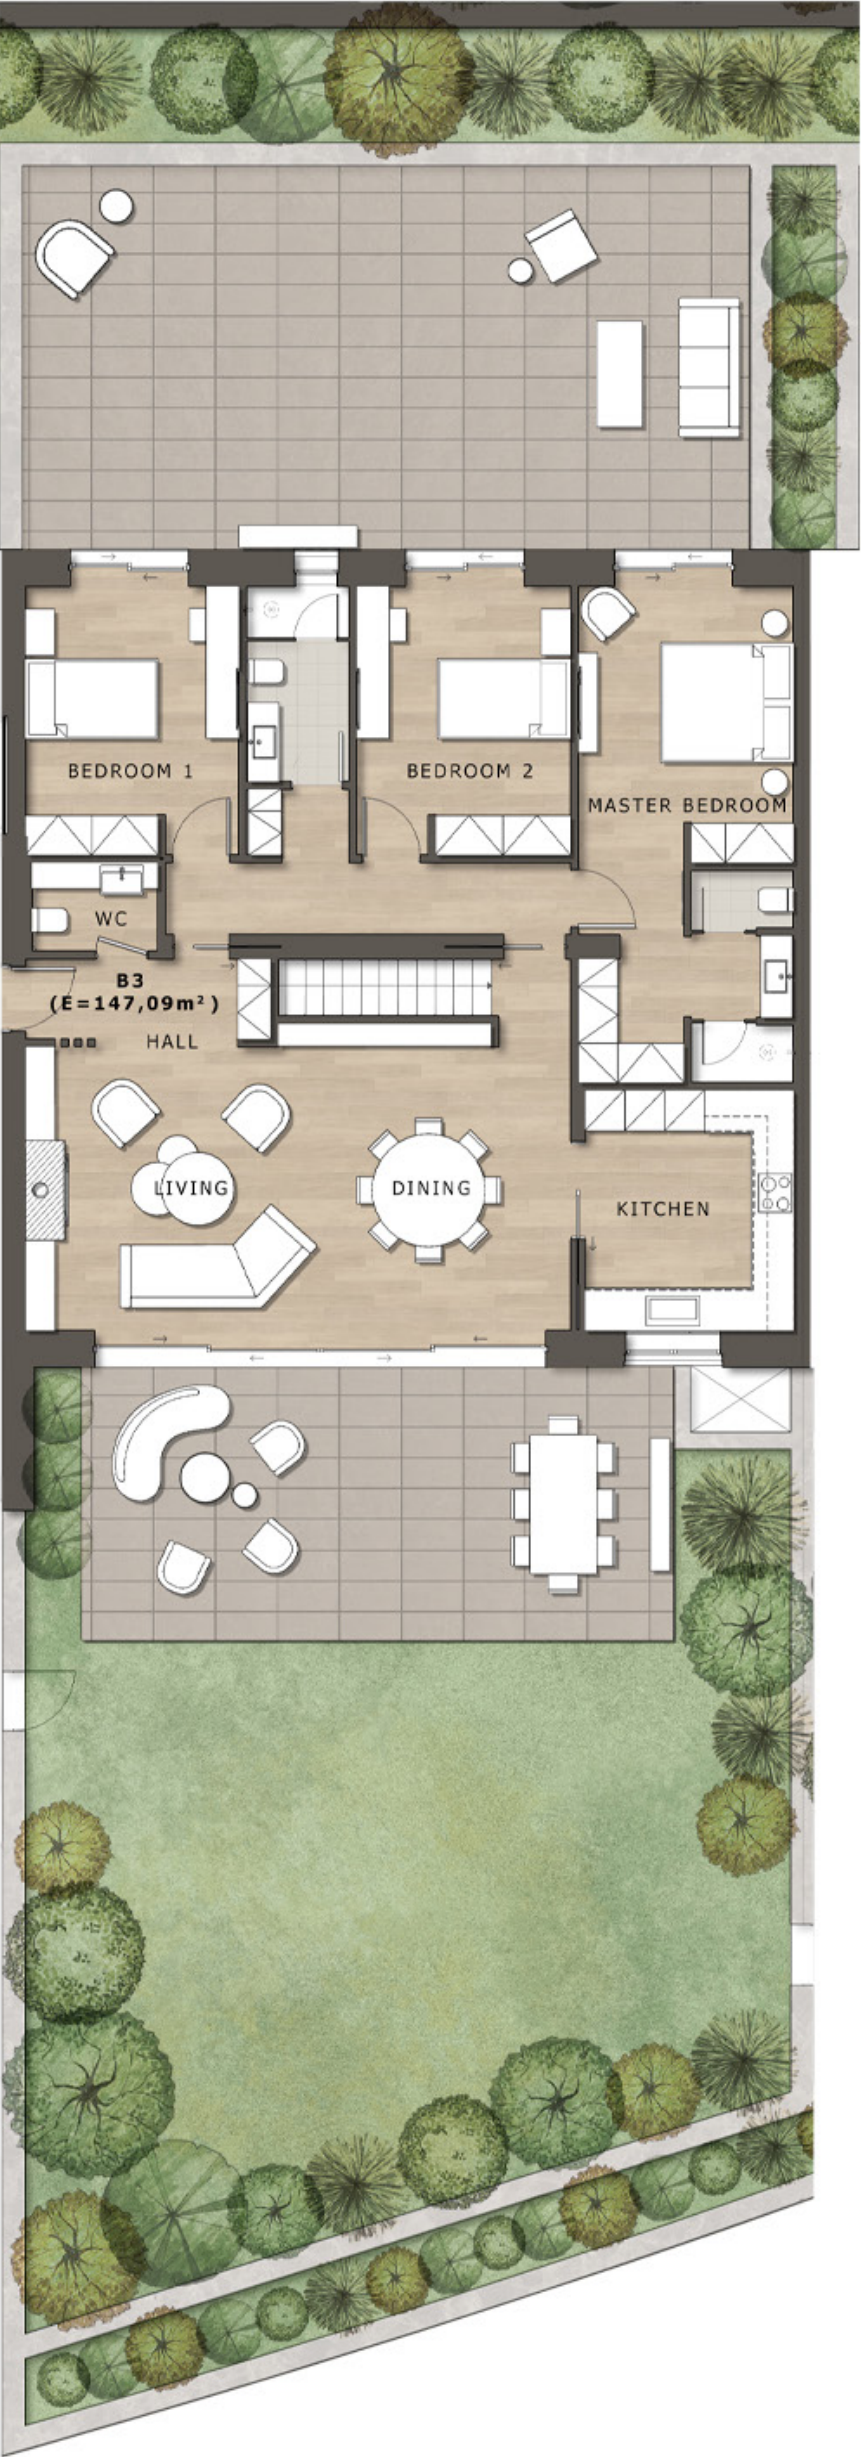 BEDROOM 1
BEDROOM 2
MASTER BEDROOM
WC
B3
(E=147,09m²)
HALL
LIVING
DINING
KITCHEN